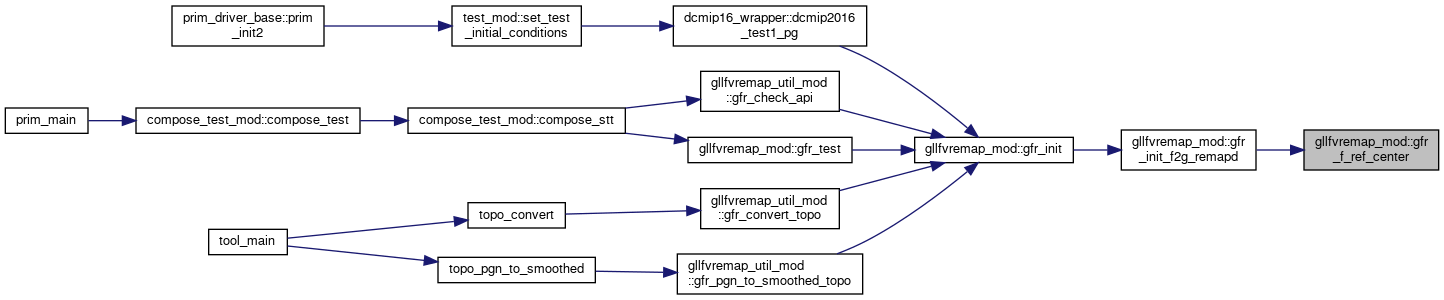 prim_driver_base::prim
_init2
test_mod::set_test
_initial_conditions
dcmip16_wrapper::dcmip2016
_test1_pg
gllfvremap_util_mod
::gfr_check_api
prim_main
compose_test_mod::compose_test
compose_test_mod::compose_stt
gllfvremap_mod::gfr_test
gllfvremap_mod::gfr_init
gllfvremap_mod::gfr
_init_f2g_remapd
gllfvremap_mod::gfr
_f_ref_center
gllfvremap_util_mod
::gfr_convert_topo
topo_convert
tool_main
topo_pgn_to_smoothed
gllfvremap_util_mod
::gfr_pgn_to_smoothed_topo